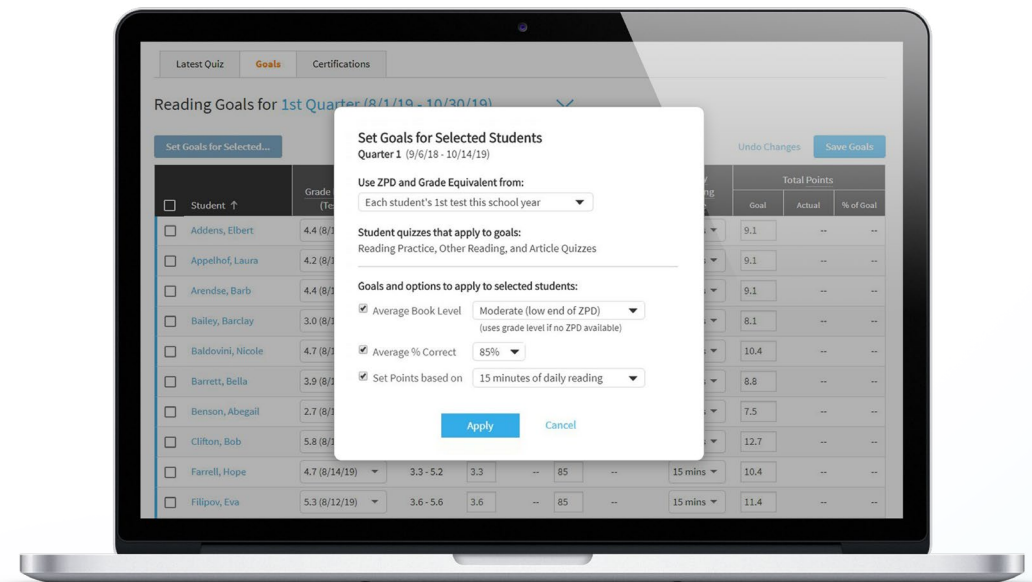 Latest Quiz Goals Certifications
Reading Goals for 1st Quarter (8/1/19 - 10/30/19)
Set Goals for Selected... Undo Changes Save Goals
Student ↑ Grade Total Points
(Te Goal Actual % of Goal
Set Goals for Selected Students
Quarter 1 (9/6/18 - 10/14/19)
Use ZPD and Grade Equivalent from:
Each student's 1st test this school year
Student quizzes that apply to goals:
Reading Practice, Other Reading, and Article Quizzes
Goals and options to apply to selected students:
Average Book Level Moderate (low end of ZPD)
(uses grade level if no ZPD available)
Average % Correct 85%
Set Points based on 15 minutes of daily reading
Apply Cancel
Addens, Elbert 4.4 (8/1 9.1 -- --
Appelhof, Laura 4.2 (8/1 9.1 -- --
Arendse, Barb 4.4 (8/1 9.1 -- --
Bailey, Barclay 3.0 (8/1 8.1 -- --
Baldovini, Nicole 4.7 (8/1 10.4 -- --
Barrett, Bella 3.9 (8/1 8.8 -- --
Benson, Abegail 2.7 (8/1 7.5 -- --
Clifton, Bob 5.8 (8/1 12.7 -- --
Farrell, Hope 4.7 (8/14/19) 3.3 - 5.2 3.3 -- 85 -- 15 mins 10.4 -- --
Filipov, Eva 5.3 (8/12/19) 3.6 - 5.6 3.6 -- 85 -- 15 mins 11.4 -- --